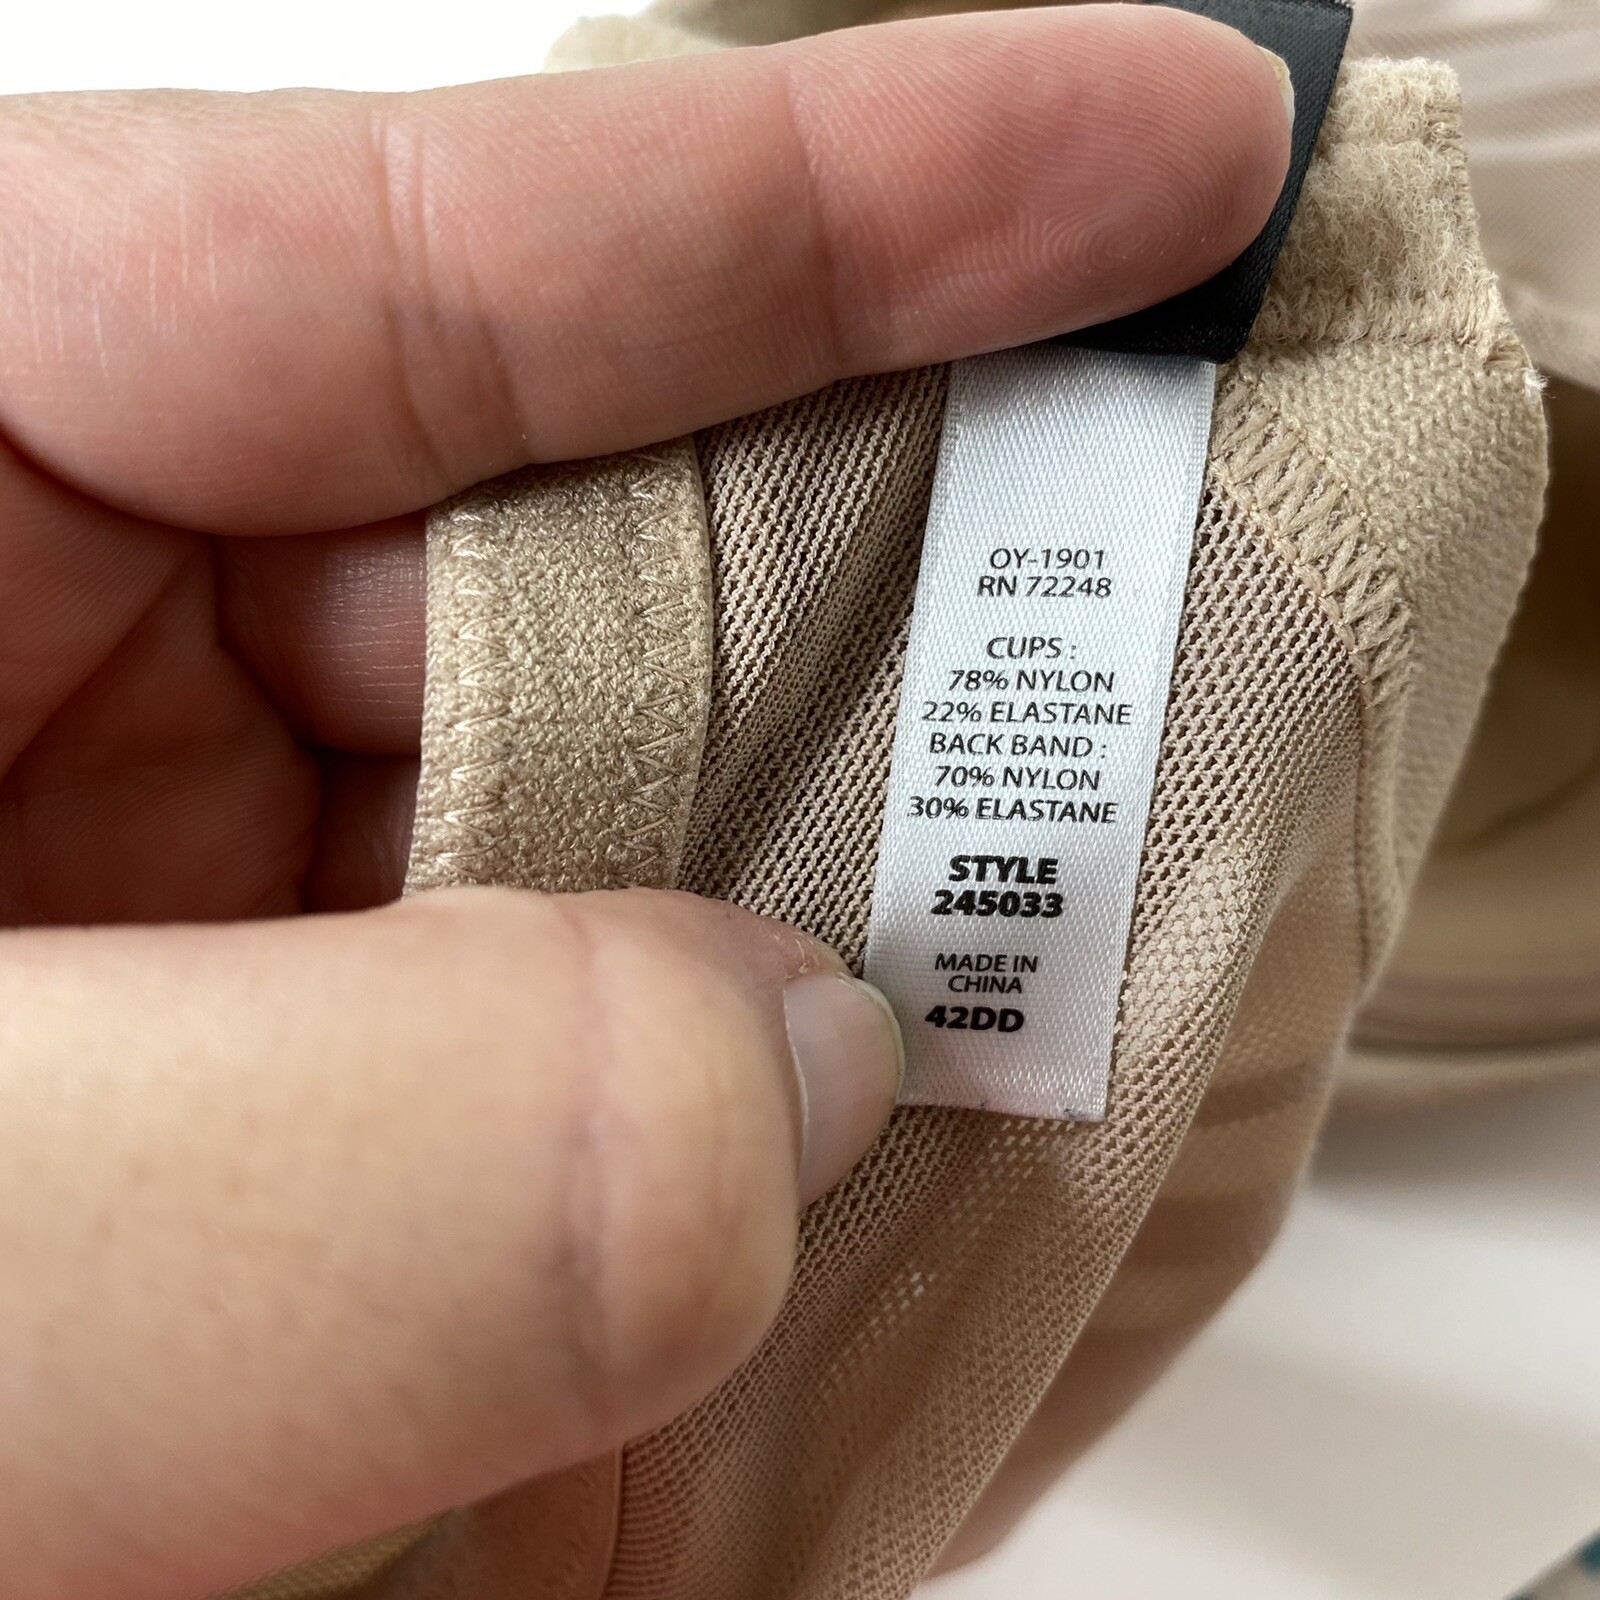 OY-1901
RN 72248
CUPS :
78% NYLON
22% ELASTANE
BACK BAND :
70% NYLON
30% ELASTANE
STYLE
245033
MADE IN
CHINA
42DD